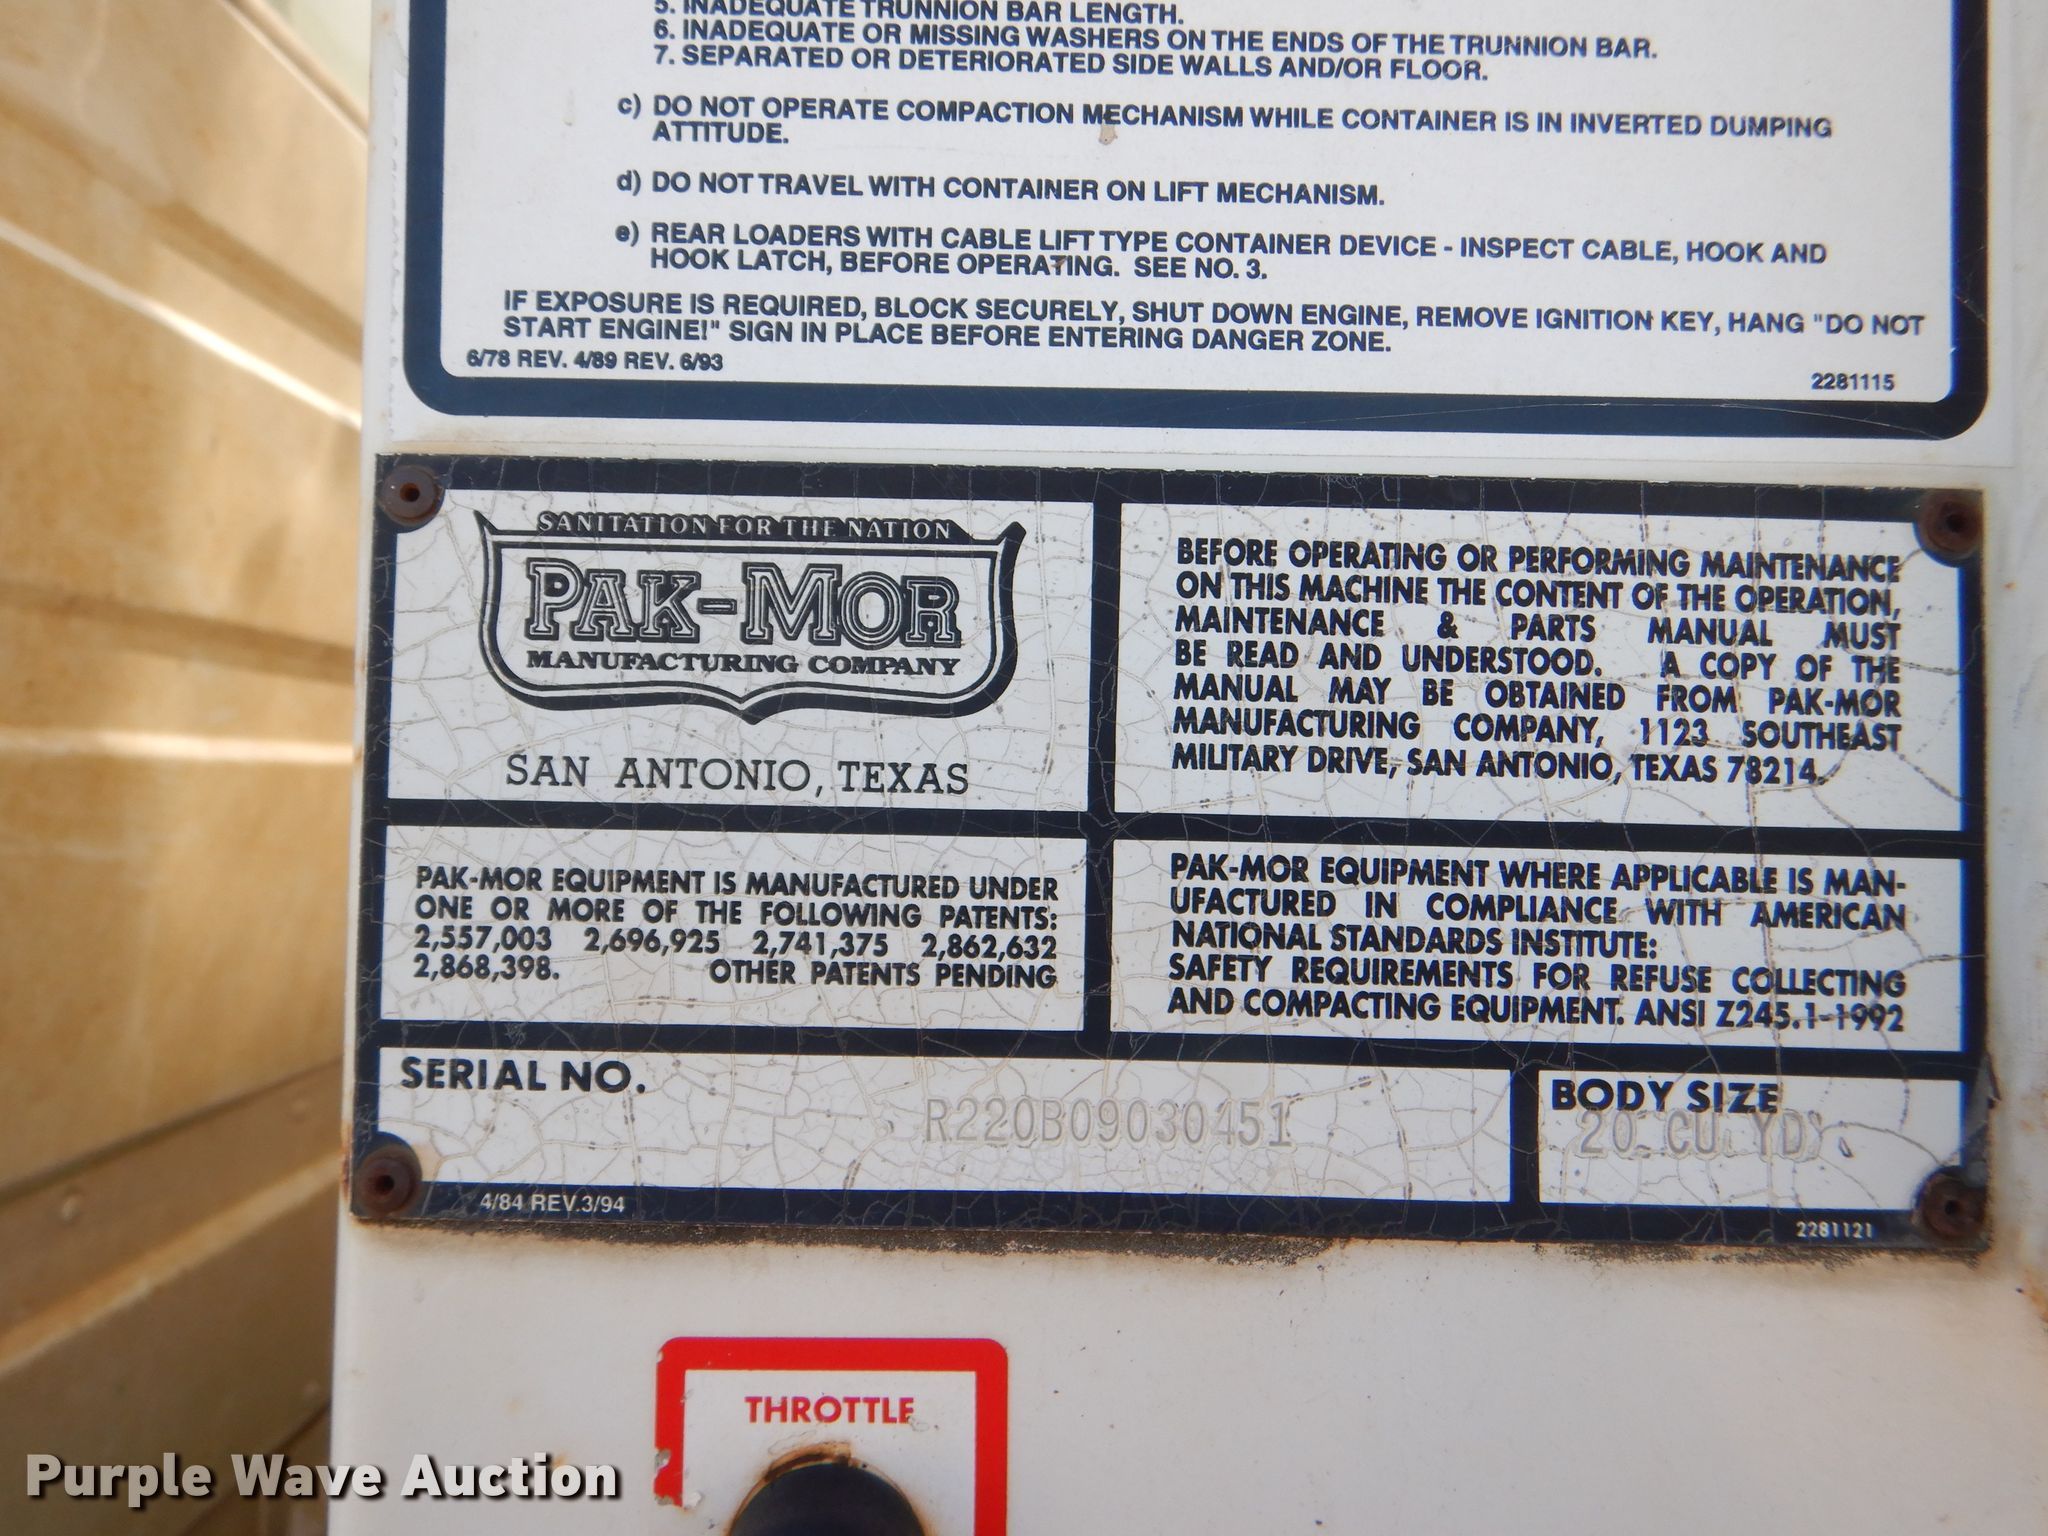 5. INADEQUATE TRUNNION BAR LENGTH.
6. INADEQUATE OR MISSING WASHERS ON THE ENDS OF THE TRUNNION BAR.
7. SEPARATED OR DETERIORATED SIDE WALLS AND/OR FLOOR.
c) DO NOT OPERATE COMPACTION MECHANISM WHILE CONTAINER IS IN INVERTED DUMPING
ATTITUDE.
d) DO NOT TRAVEL WITH CONTAINER ON LIFT MECHANISM.
e) REAR LOADERS WITH CABLE LIFT TYPE CONTAINER DEVICE - INSPECT CABLE, HOOK AND
HOOK LATCH, BEFORE OPERATING. SEE NO. 3.
IF EXPOSURE IS REQUIRED, BLOCK SECURELY, SHUT DOWN ENGINE, REMOVE IGNITION KEY, HANG "DO NOT
START ENGINE!" SIGN IN PLACE BEFORE ENTERING DANGER ZONE.
6/78 REV. 4/89 REV. 6/93
2281115
SANITATION FOR THE NATION
PAK-MOR
MANUFACTURING COMPANY
SAN ANTONIO, TEXAS
BEFORE OPERATING OR PERFORMING MAINTENANCE
ON THIS MACHINE THE CONTENT OF THE OPERATION,
MAINTENANCE & PARTS MANUAL MUST
BE READ AND UNDERSTOOD. A COPY OF THE
MANUAL MAY BE OBTAINED FROM PAK-MOR
MANUFACTURING COMPANY, 1123 SOUTHEAST
MILITARY DRIVE, SAN ANTONIO, TEXAS 78214.
PAK-MOR EQUIPMENT IS MANUFACTURED UNDER
ONE OR MORE OF THE FOLLOWING PATENTS:
2,557,003 2,696,925 2,741,375 2,862,632
2,868,398. OTHER PATENTS PENDING
PAK-MOR EQUIPMENT WHERE APPLICABLE IS MAN-
UFACTURED IN COMPLIANCE WITH AMERICAN
NATIONAL STANDARDS INSTITUTE:
SAFETY REQUIREMENTS FOR REFUSE COLLECTING
AND COMPACTING EQUIPMENT. ANSI Z245.1-1992
SERIAL NO.
R220B09030451
BODY SIZE
20 CU YD
4/84 REV.3/94
2281121
THROTTLE
Purple Wave Auction